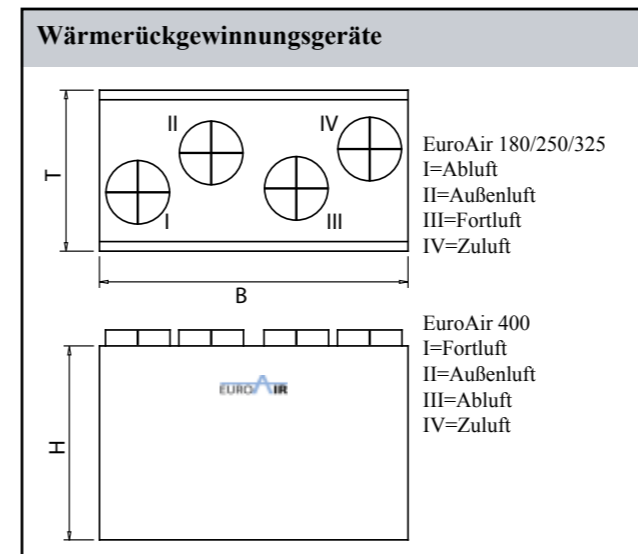 Wärmerückgewinnungsgeräte
II
IV
T
I
III
B
EuroAir 180/250/325
I=Abluft
II=Außenluft
III=Fortluft
IV=Zuluft
EURO AIR
H
EuroAir 400
I=Fortluft
II=Außenluft
III=Abluft
IV=Zuluft